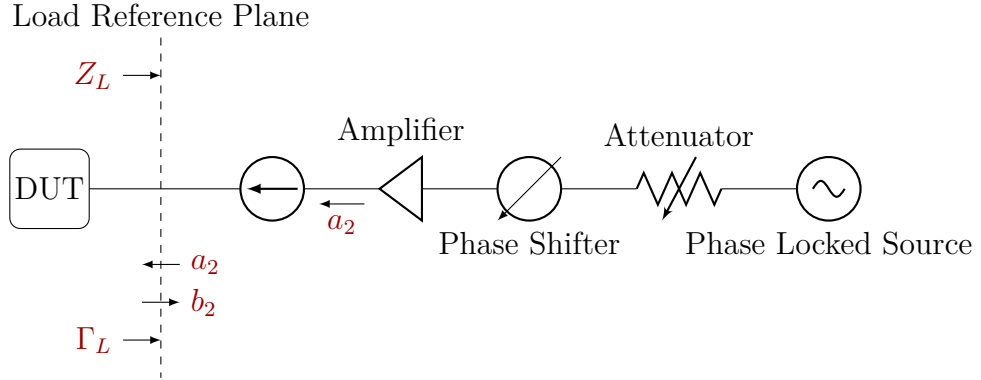 Load Reference Plane
Z_L
Amplifier
Attenuator
DUT
a_2
Phase Shifter
Phase Locked Source
a_2
b_2
Γ_L